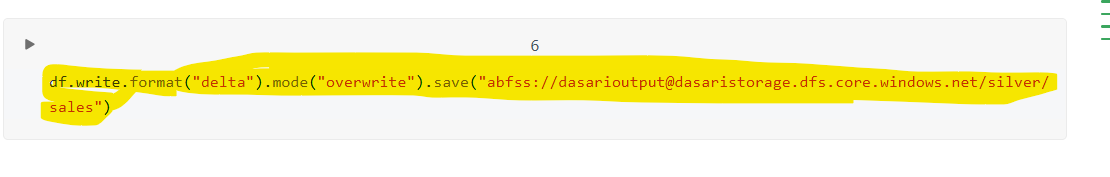 6
df.write.format("delta").mode("overwrite").save("abfss://dasarioutput@dasaristorage.dfs.core.windows.net/silver/
sales")